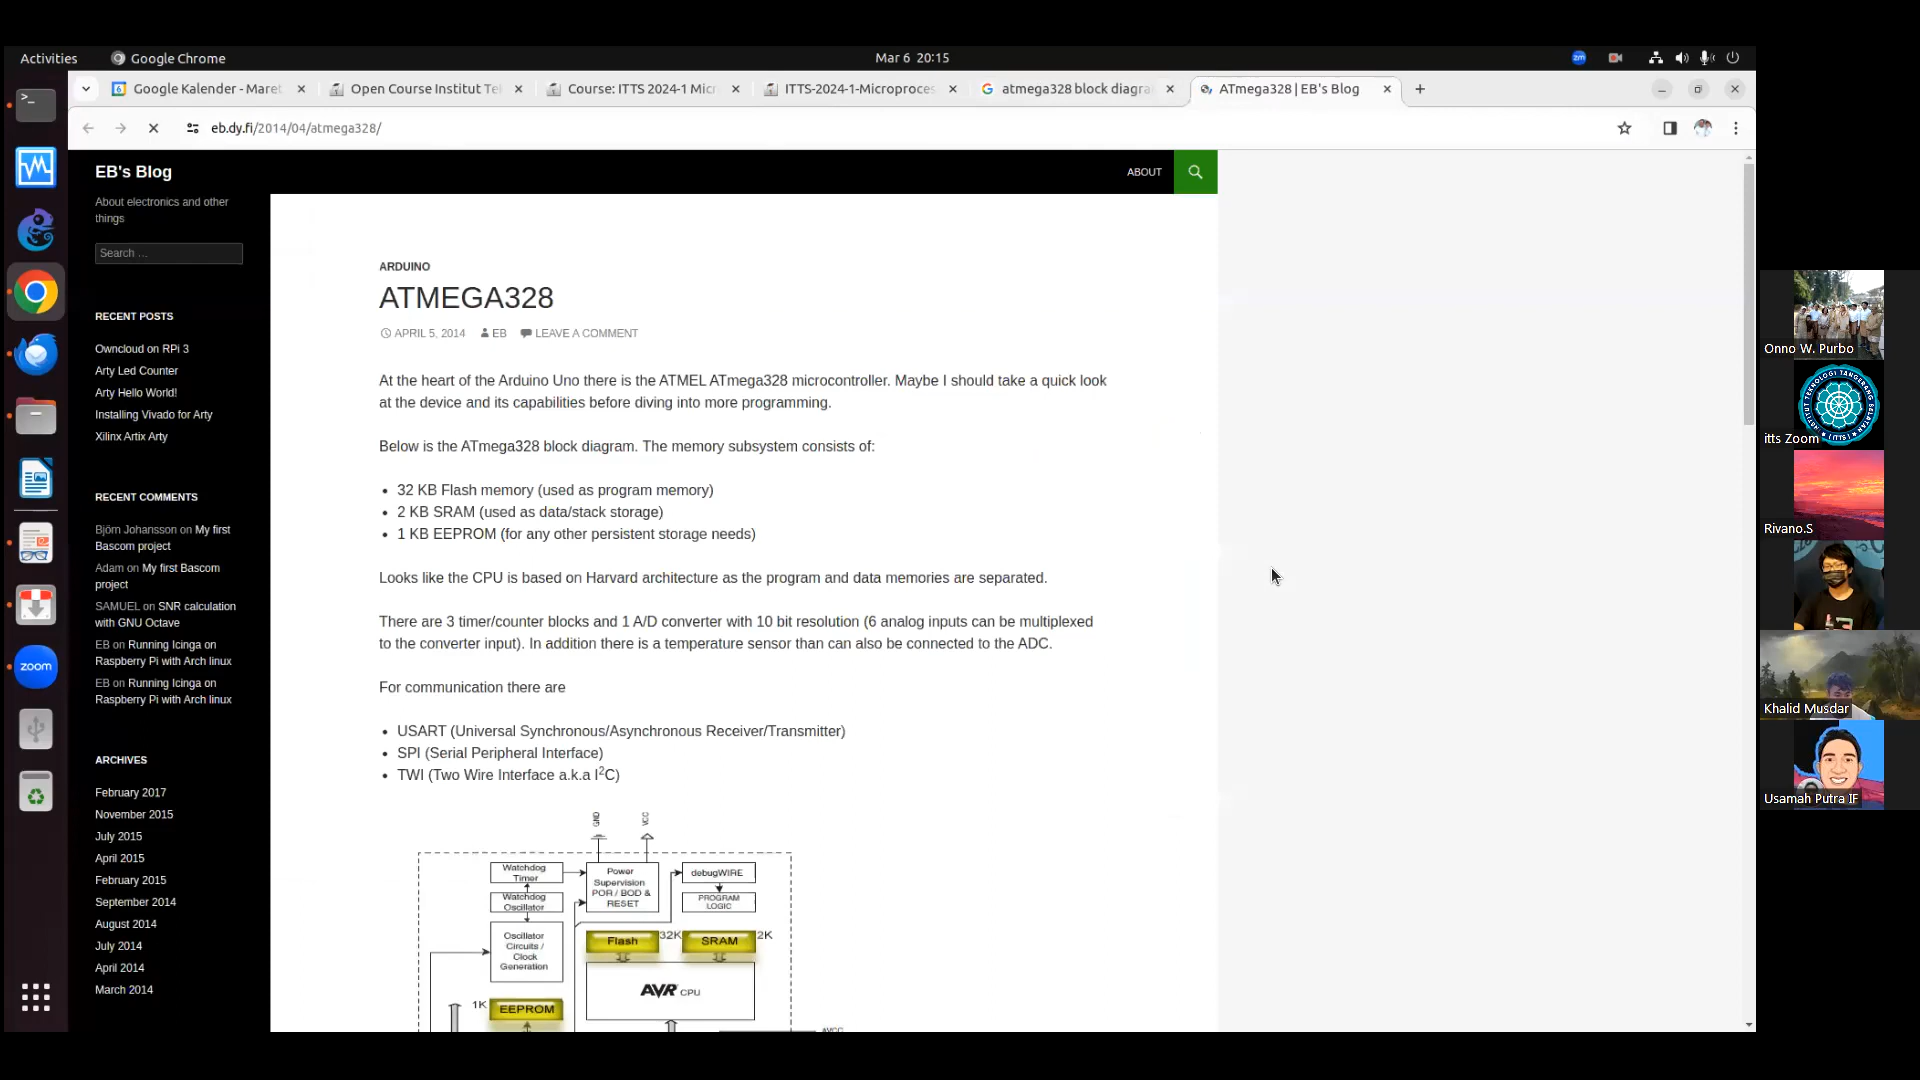 Activities
Google Chrome
Mar 6 20:15
Google Kalender - Maret
Open Course Institut Te
Course: ITTS 2024-1 Micr
ITTS-2024-1-Microproces
atmega328 block diagra
ATmega328 | EB's Blog
eb.dy.fi/2014/04/atmega328/
EB's Blog
ABOUT
About electronics and other
things
Search ...
RECENT POSTS
Owncloud on RPi 3
Arty Led Counter
Arty Hello World!
Installing Vivado for Arty
Xilinx Artix Arty
RECENT COMMENTS
Björn Johansson on My first
Bascom project
Adam on My first Bascom
project
SAMUEL on SNR calculation
with GNU Octave
EB on Running Icinga on
Raspberry Pi with Arch linux
EB on Running Icinga on
Raspberry Pi with Arch linux
ARCHIVES
February 2017
November 2015
July 2015
April 2015
February 2015
September 2014
August 2014
July 2014
April 2014
March 2014
ARDUINO
ATMEGA328
APRIL 5, 2014 EB LEAVE A COMMENT
At the heart of the Arduino Uno there is the ATMEL ATmega328 microcontroller. Maybe I should take a quick look
at the device and its capabilities before diving into more programming.
Below is the ATmega328 block diagram. The memory subsystem consists of:
• 32 KB Flash memory (used as program memory)
• 2 KB SRAM (used as data/stack storage)
• 1 KB EEPROM (for any other persistent storage needs)
Looks like the CPU is based on Harvard architecture as the program and data memories are separated.
There are 3 timer/counter blocks and 1 A/D converter with 10 bit resolution (6 analog inputs can be multiplexed
to the converter input). In addition there is a temperature sensor than can also be connected to the ADC.
For communication there are
• USART (Universal Synchronous/Asynchronous Receiver/Transmitter)
• SPI (Serial Peripheral Interface)
• TWI (Two Wire Interface a.k.a I²C)
GND
VCC
Watchdog
Timer
Power
Supervision
POR / BOD &
RESET
debugWIRE
PROGRAM
LOGIC
Watchdog
Oscillator
Oscillator
Circuits /
Clock
Generation
Flash
32K
SRAM
2K
AVR CPU
1K
EEPROM
AVCC
zoom
zm
Onno W. Purbo
INSTITUT TEKNOLOGI TANGERANG SELATAN
itts Zoom
Rivano.S
Khalid Musdar
Usamah Putra IF